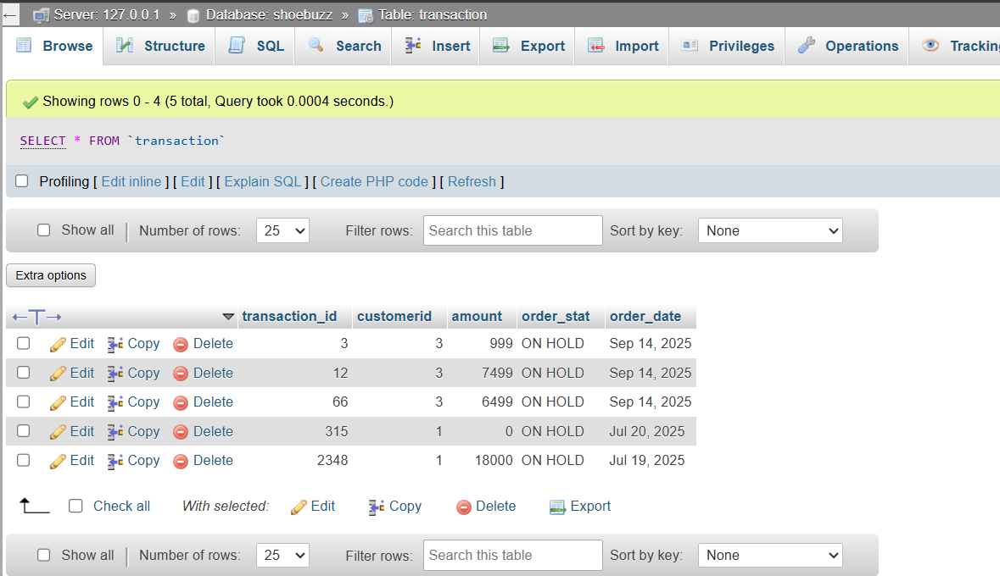 Server: 127.0.0.1 » Database: shoebuzz » Table: transaction
Browse Structure SQL Search Insert Export Import Privileges Operations Tracking
Showing rows 0 - 4 (5 total, Query took 0.0004 seconds.)
SELECT * FROM `transaction`
Profiling [ Edit inline ] [ Edit ] [ Explain SQL ] [ Create PHP code ] [ Refresh ]
Show all Number of rows: 25 Filter rows: Search this table Sort by key: None
Extra options
transaction_id customerid amount order_stat order_date
Edit Copy Delete 3 3 999 ON HOLD Sep 14, 2025
Edit Copy Delete 12 3 7499 ON HOLD Sep 14, 2025
Edit Copy Delete 66 3 6499 ON HOLD Sep 14, 2025
Edit Copy Delete 315 1 0 ON HOLD Jul 20, 2025
Edit Copy Delete 2348 1 18000 ON HOLD Jul 19, 2025
Check all With selected: Edit Copy Delete Export
Show all Number of rows: 25 Filter rows: Search this table Sort by key: None